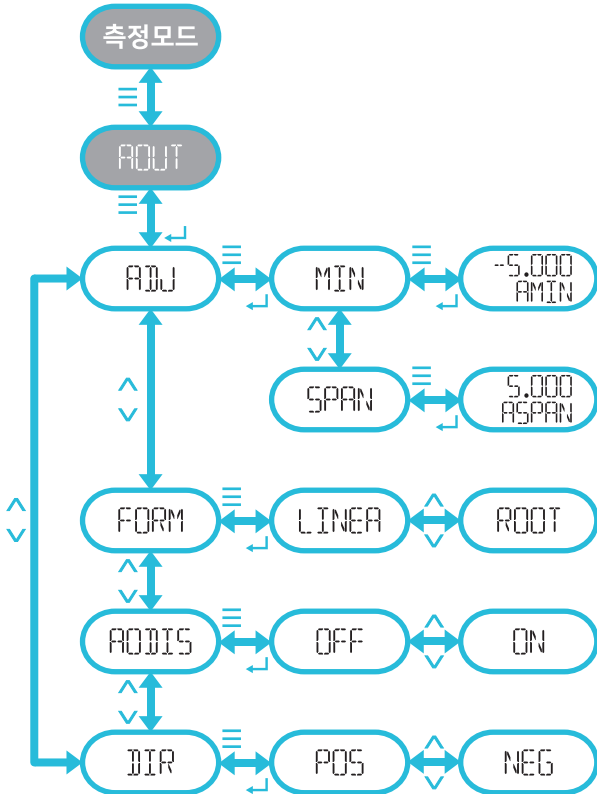 측정모드
AOUT
ADJ
MIN
-5.000
AMIN
SPAN
5.000
ASPAN
FORM
LINEA
ROOT
AODIS
OFF
ON
DIR
POS
NEG